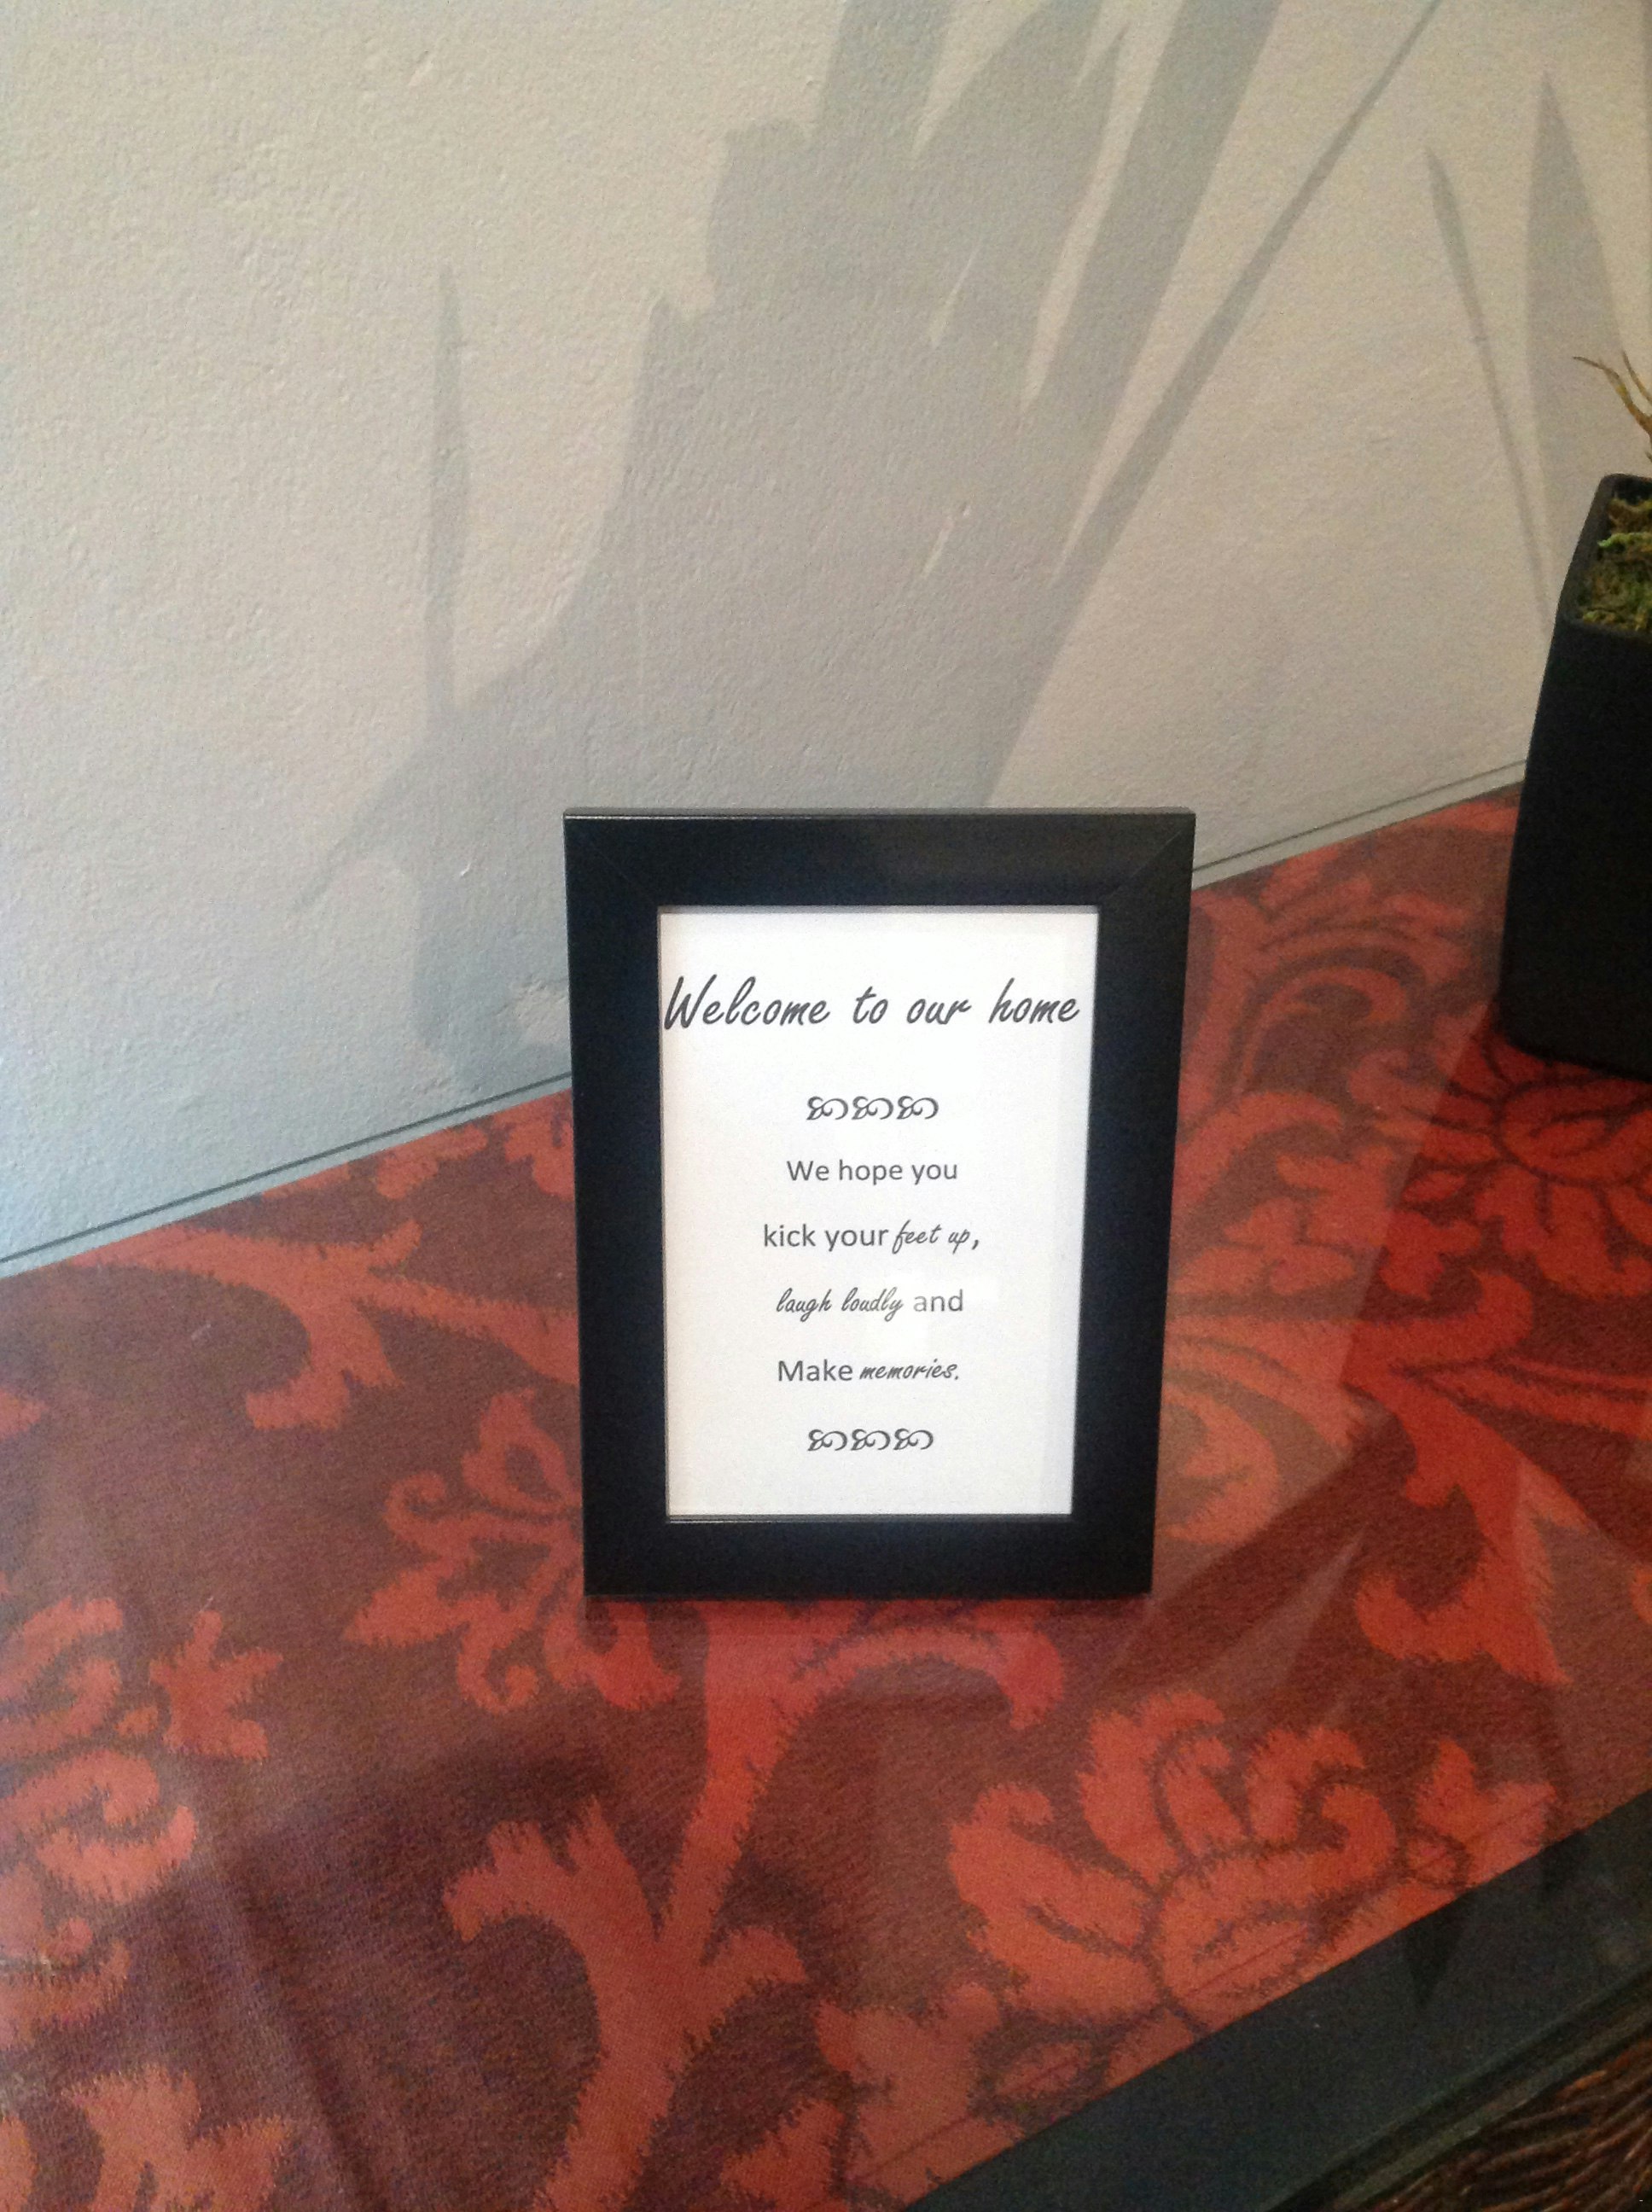 Welcome to our home
We hope you
kick your feet up,
laugh loudly and
Make memories.